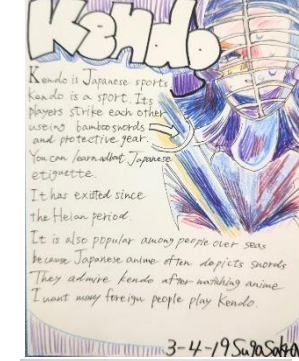 Kendo
Kendo is Japanese sports
Kendo is a sport. Its
players strike each other
useing bamboo swords
and protective gear.
You can learn about Japanese
etiquette.
It has existed since
the Heian period.
It is also popular among people over seas
because Japanese anime often depicts swords
They admire kendo after watching anime
I want many foreign people play Kendo.
3-4-19